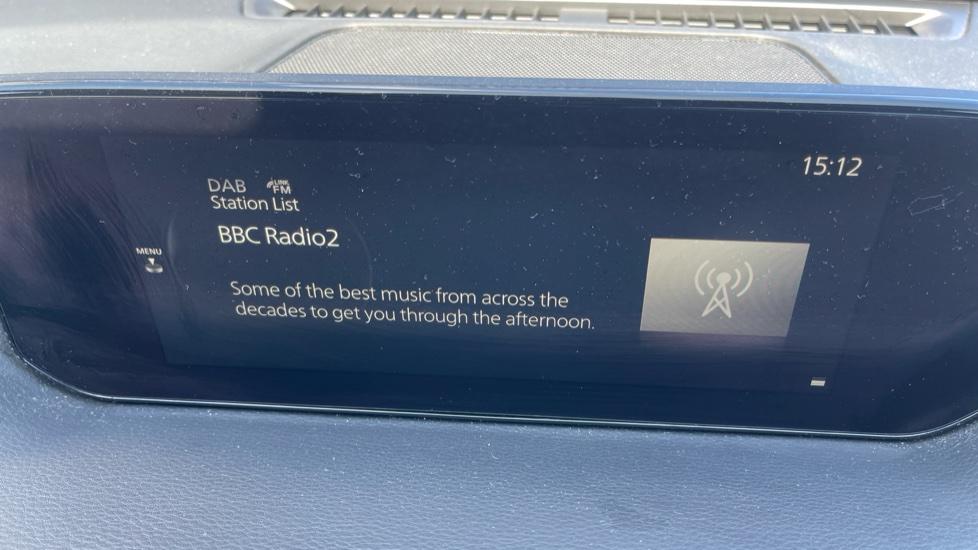 15:12
DAB LINK FM
Station List
BBC Radio2
MENU
Some of the best music from across the
decades to get you through the afternoon.